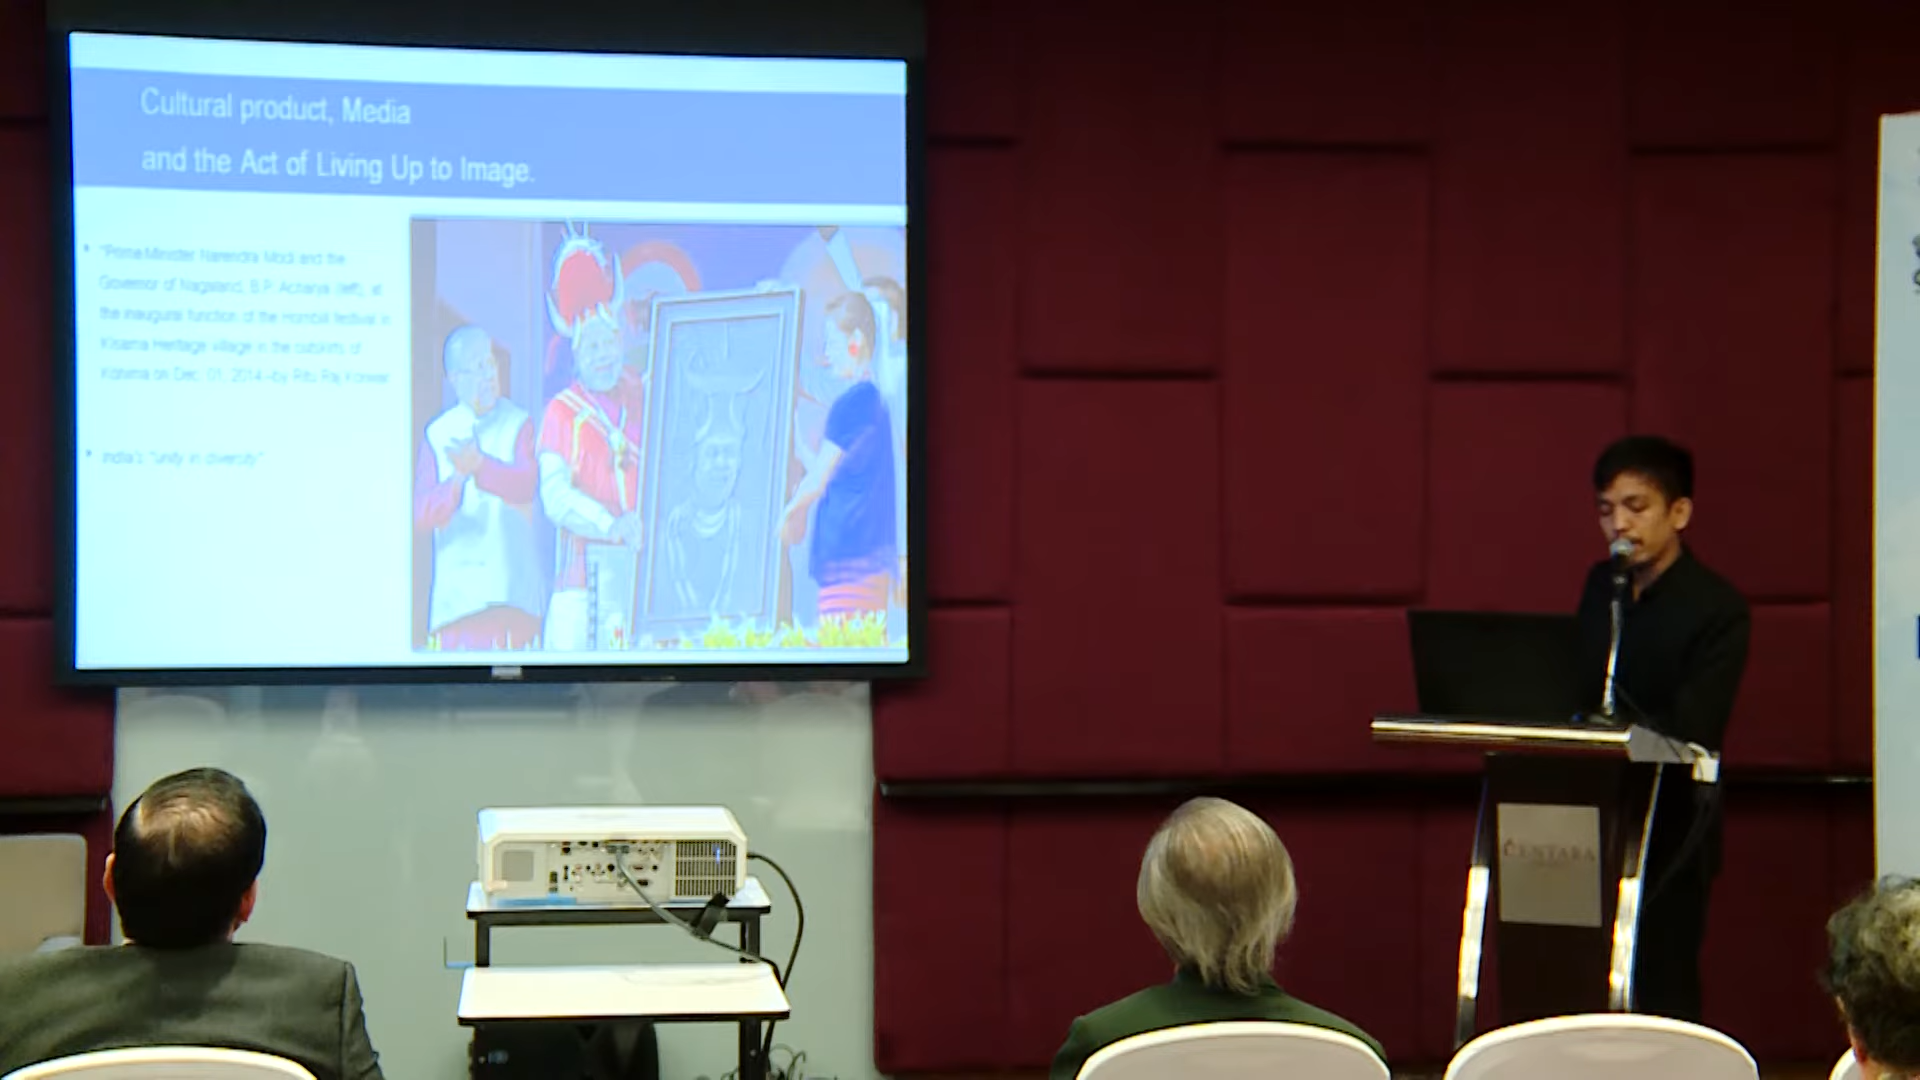 Cultural product, Media
and the Act of Living Up to Image.
"Prime Minister Narendra Modi and the
Governor of Nagaland, B.P. Acharya (left), at
the inaugural function of the Hornbill festival in
Kisama Heritage village in the outskirts of
Kohima on Dec. 01, 2014 –by Ritu Raj Konwar
India's "unity in diversity"
CENTARA